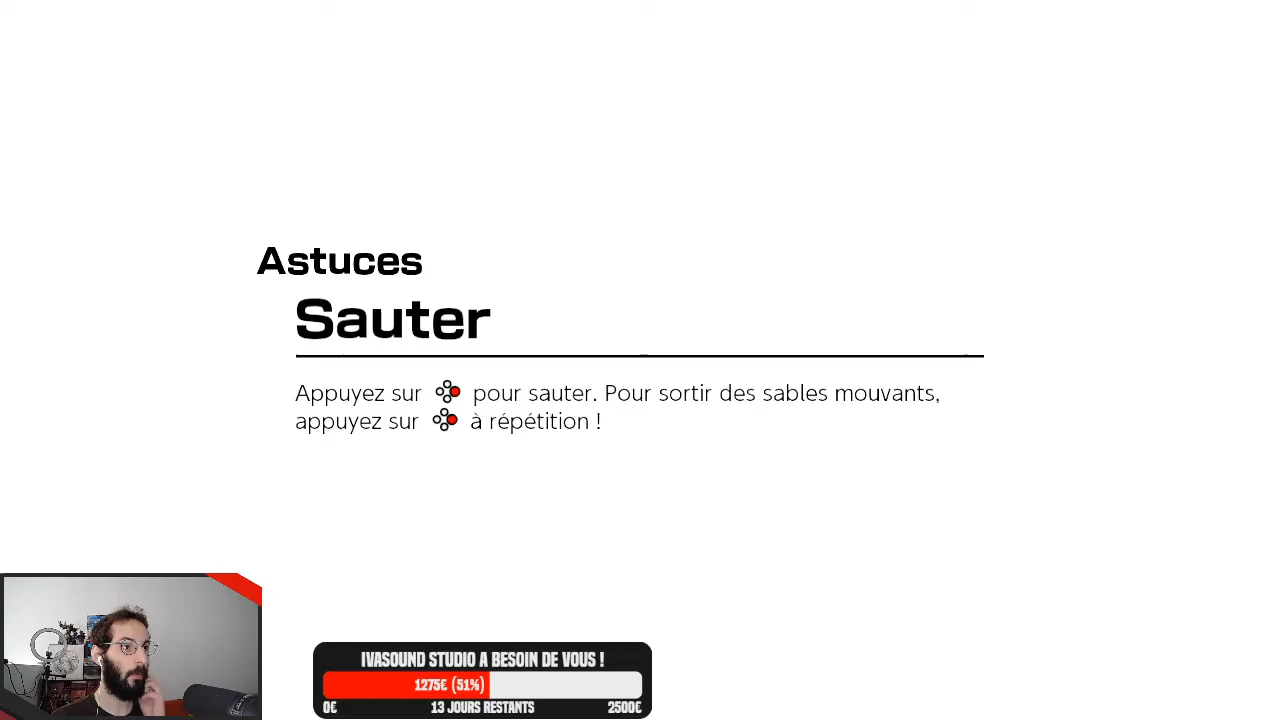 Astuces
Sauter
Appuyez sur pour sauter. Pour sortir des sables mouvants,
appuyez sur à répétition !
IVASOUND STUDIO A BESOIN DE VOUS !
1275€ (51%)
0€ 13 JOURS RESTANTS 2500€